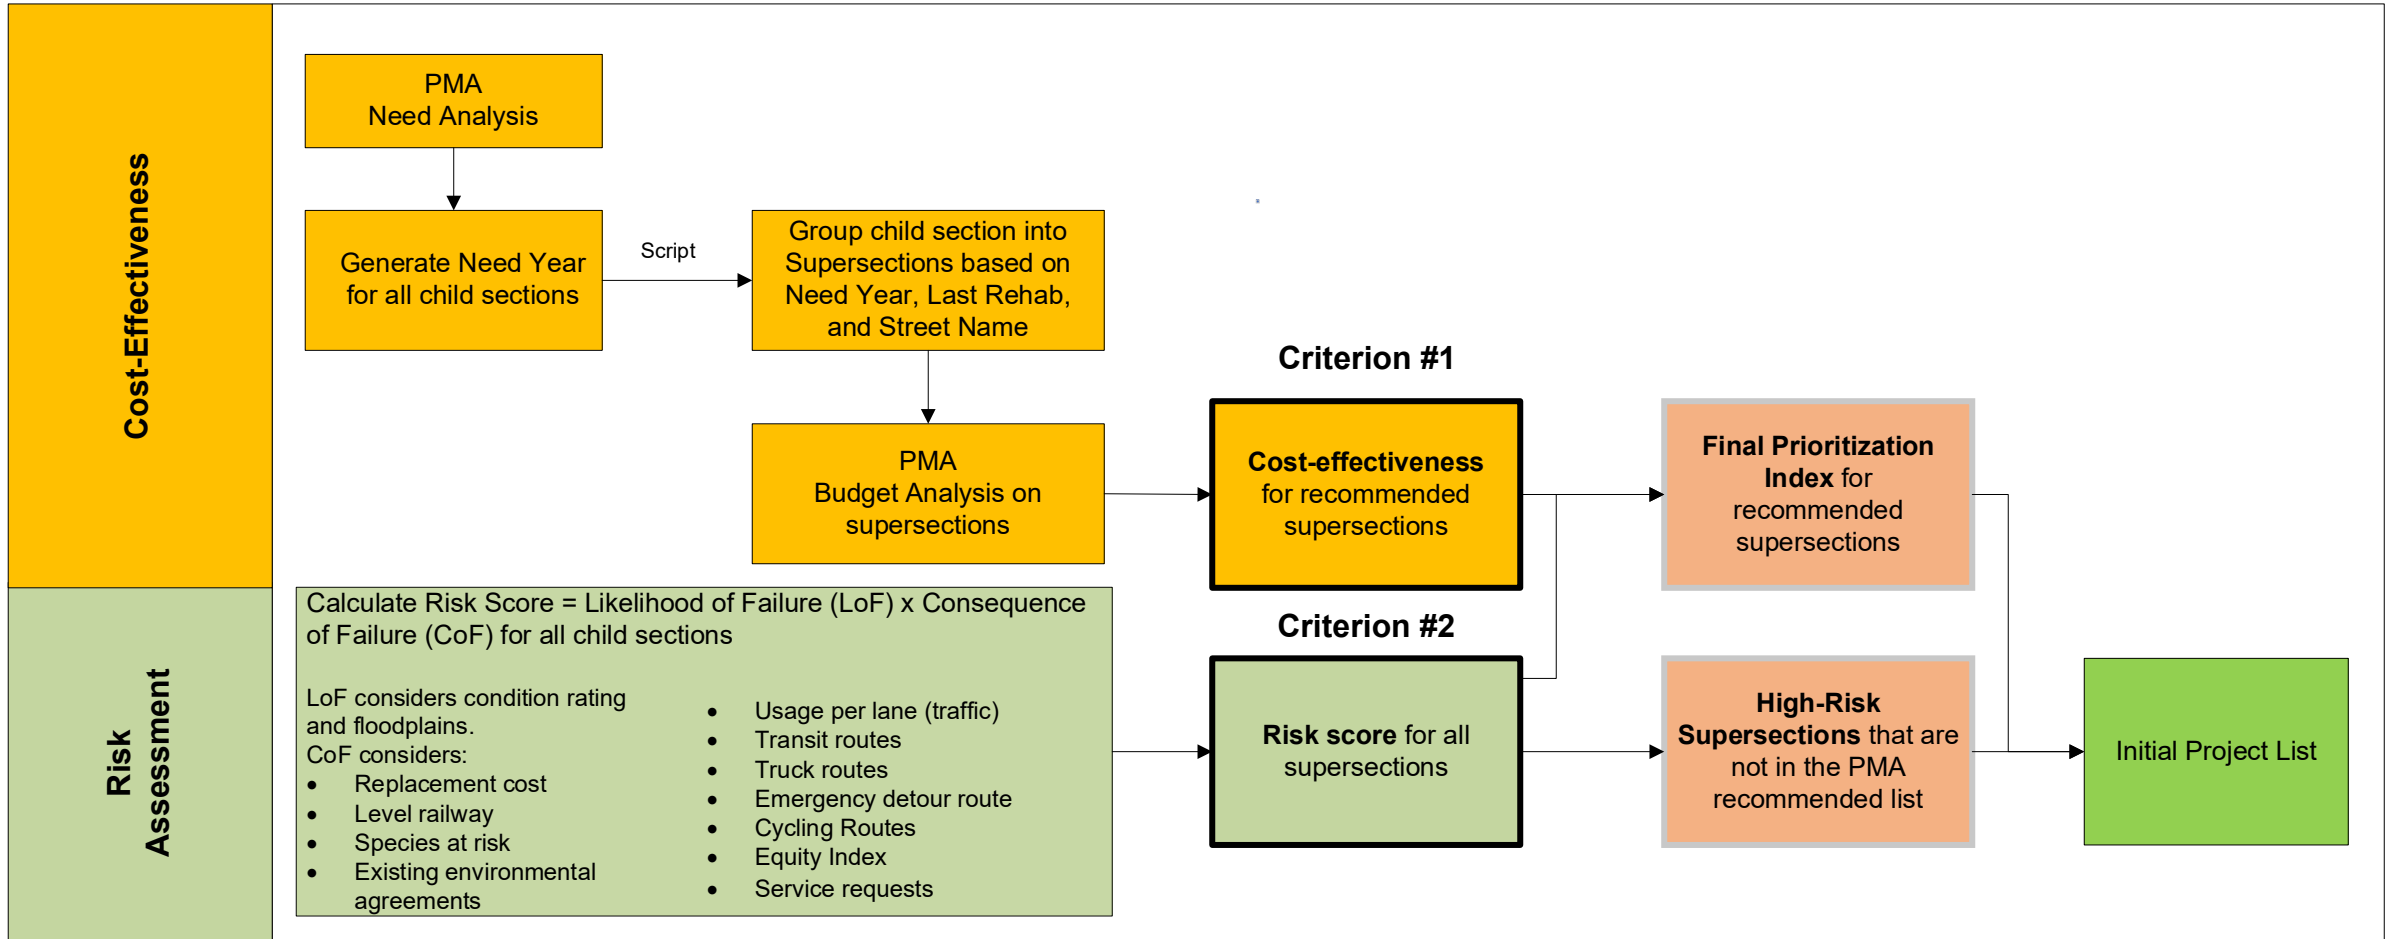 Cost-Effectiveness
PMA
Need Analysis
Generate Need Year
for all child sections
Script
Group child section into
Supersections based on
Need Year, Last Rehab,
and Street Name
PMA
Budget Analysis on
supersections
Criterion #1
Cost-effectiveness
for recommended
supersections
Final Prioritization
Index for
recommended
supersections
Risk
Assessment
Calculate Risk Score = Likelihood of Failure (LoF) x Consequence
of Failure (CoF) for all child sections
LoF considers condition rating
and floodplains.
CoF considers:
• Replacement cost
• Level railway
• Species at risk
• Existing environmental
agreements
• Usage per lane (traffic)
• Transit routes
• Truck routes
• Emergency detour route
• Cycling Routes
• Equity Index
• Service requests
Criterion #2
Risk score for all
supersections
High-Risk
Supersections that are
not in the PMA
recommended list
Initial Project List